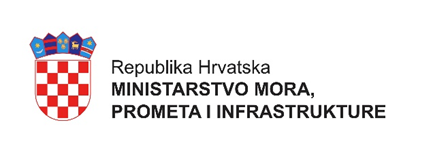 Republika Hrvatska
MINISTARSTVO MORA,
PROMETA I INFRASTRUKTURE